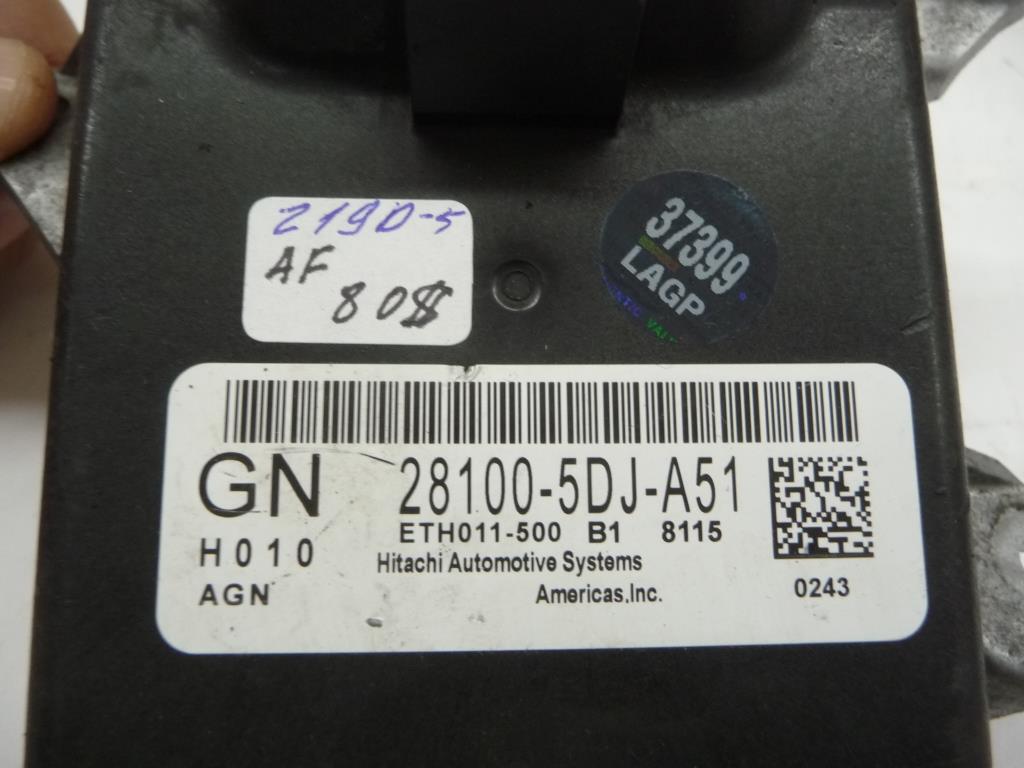 219D-5
AF
80$
37399
LAGP
GN 28100-5DJ-A51
ETH011-500 B1 8115
H010
Hitachi Automotive Systems
AGN
Americas,Inc.
0243